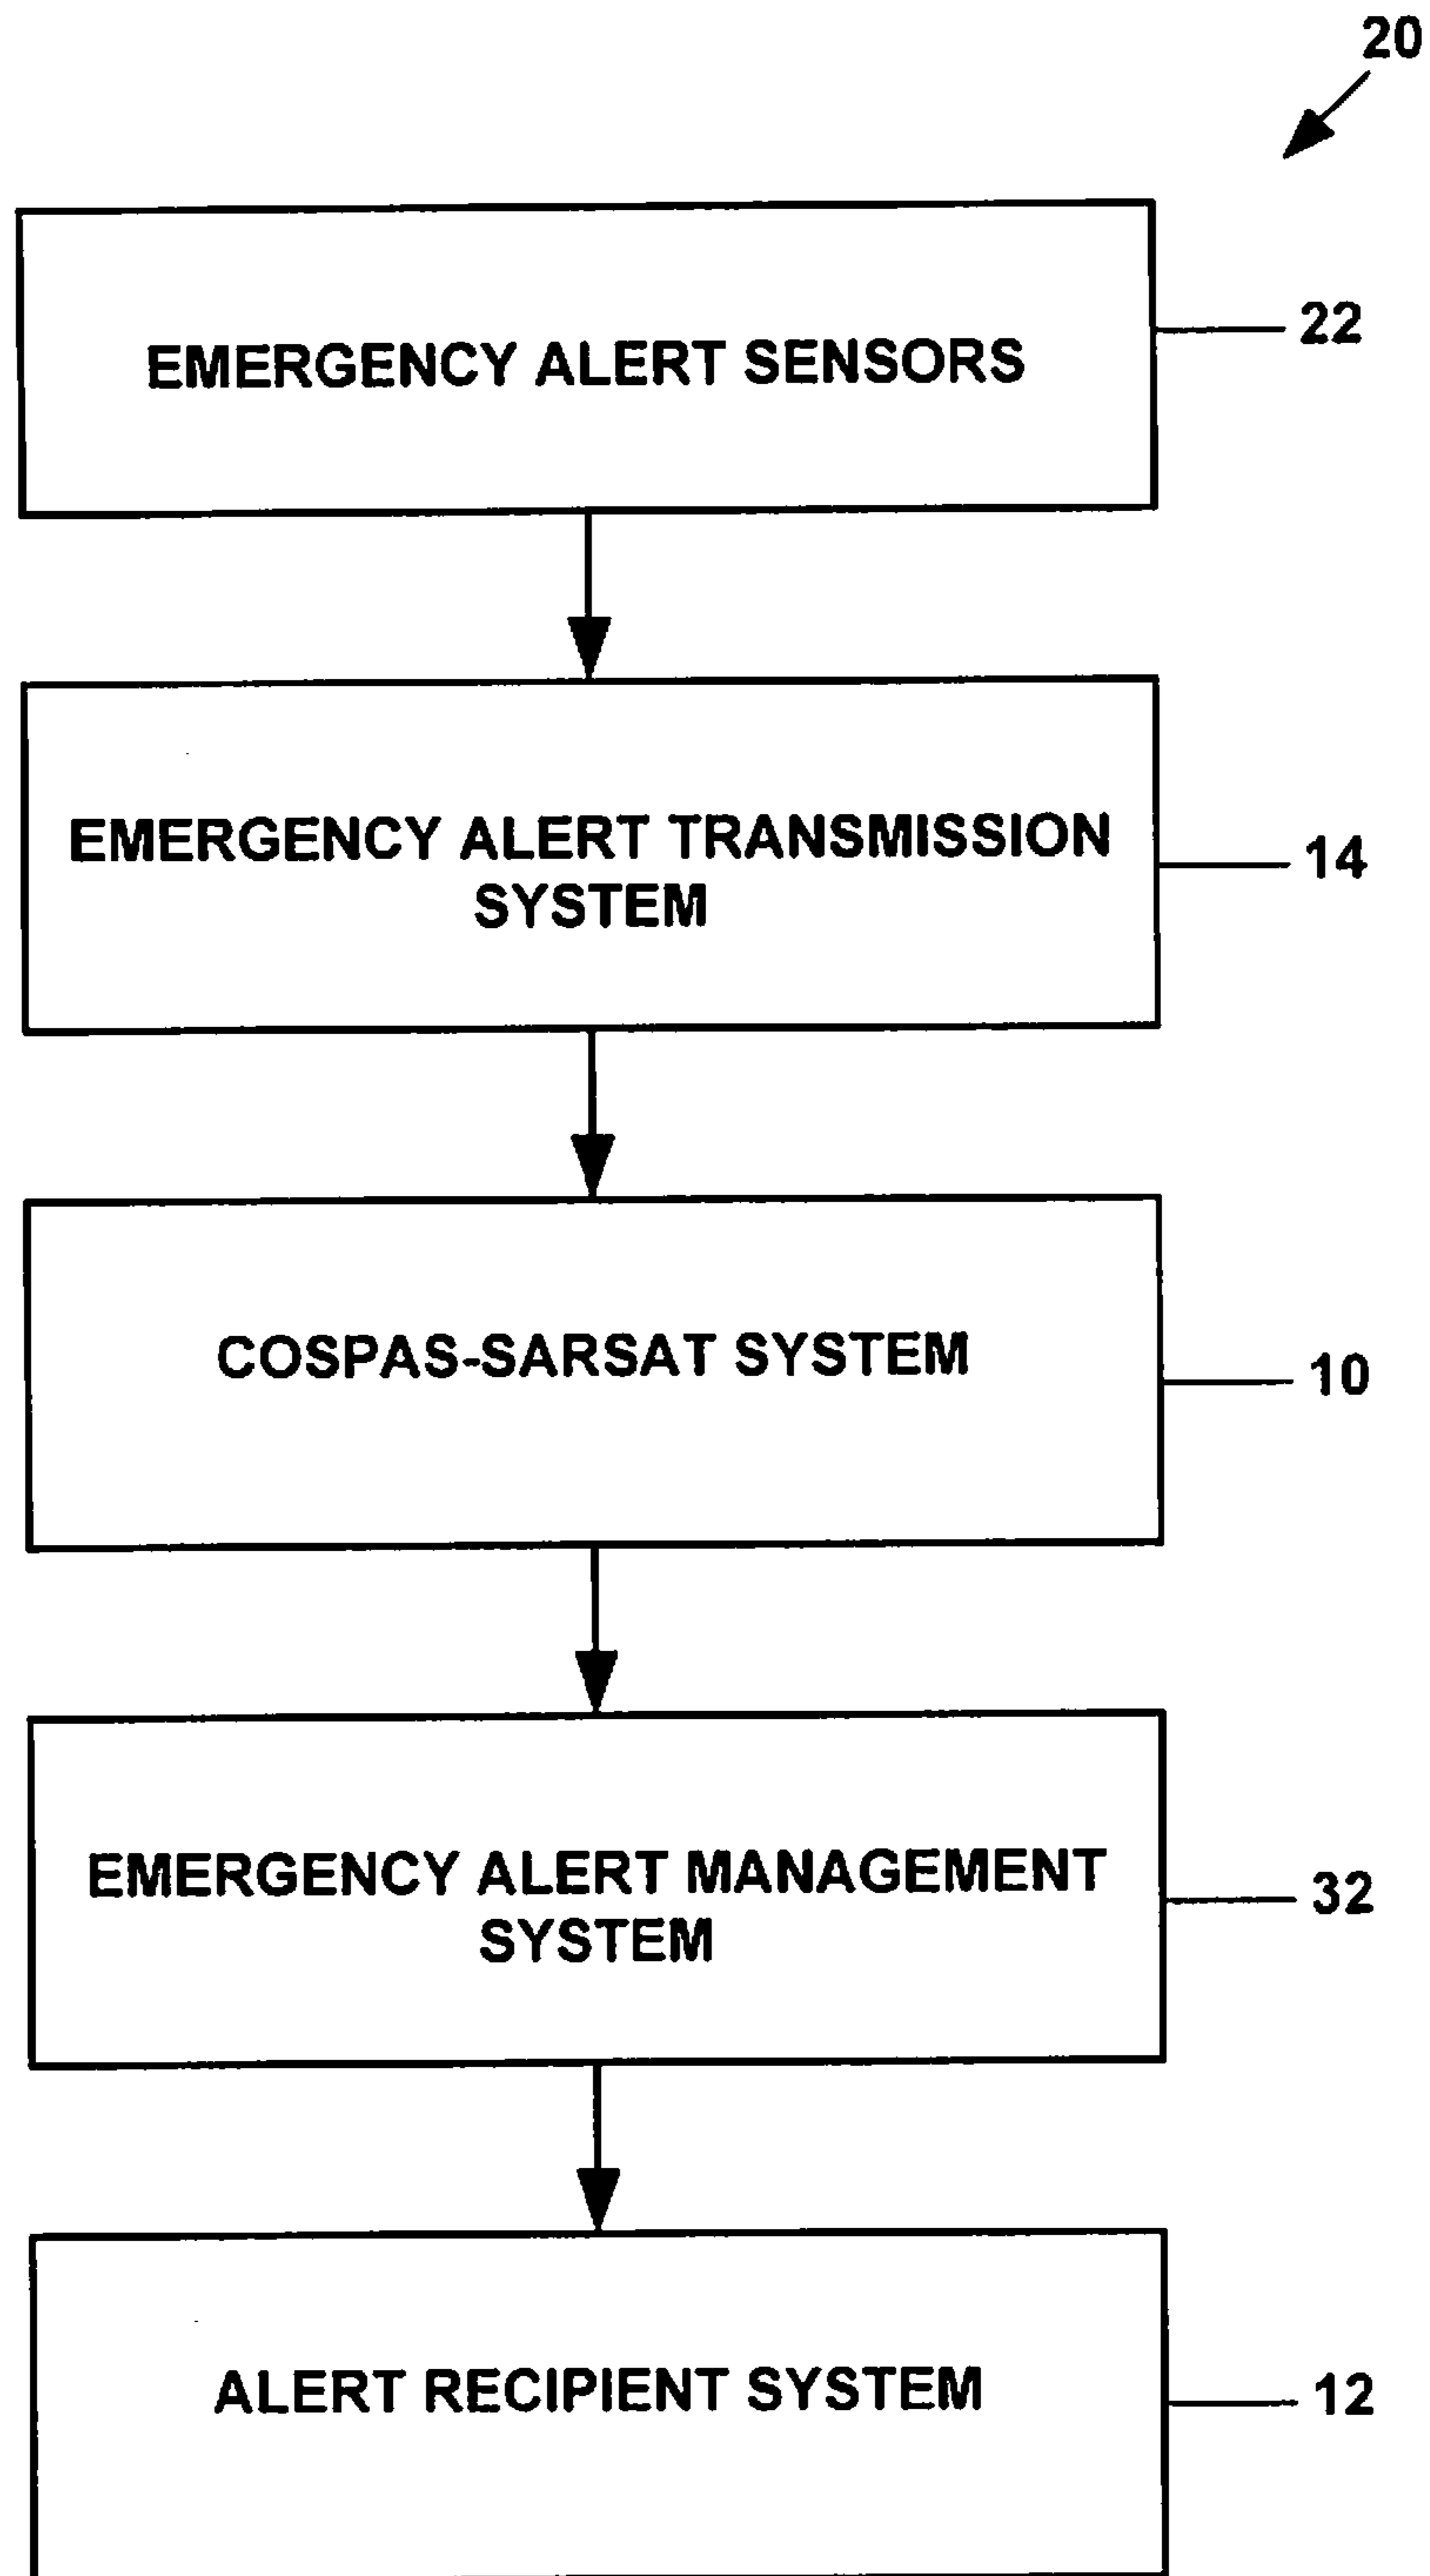 20
EMERGENCY ALERT SENSORS
22
EMERGENCY ALERT TRANSMISSION
SYSTEM
14
COSPAS-SARSAT SYSTEM
10
EMERGENCY ALERT MANAGEMENT
SYSTEM
32
ALERT RECIPIENT SYSTEM
12